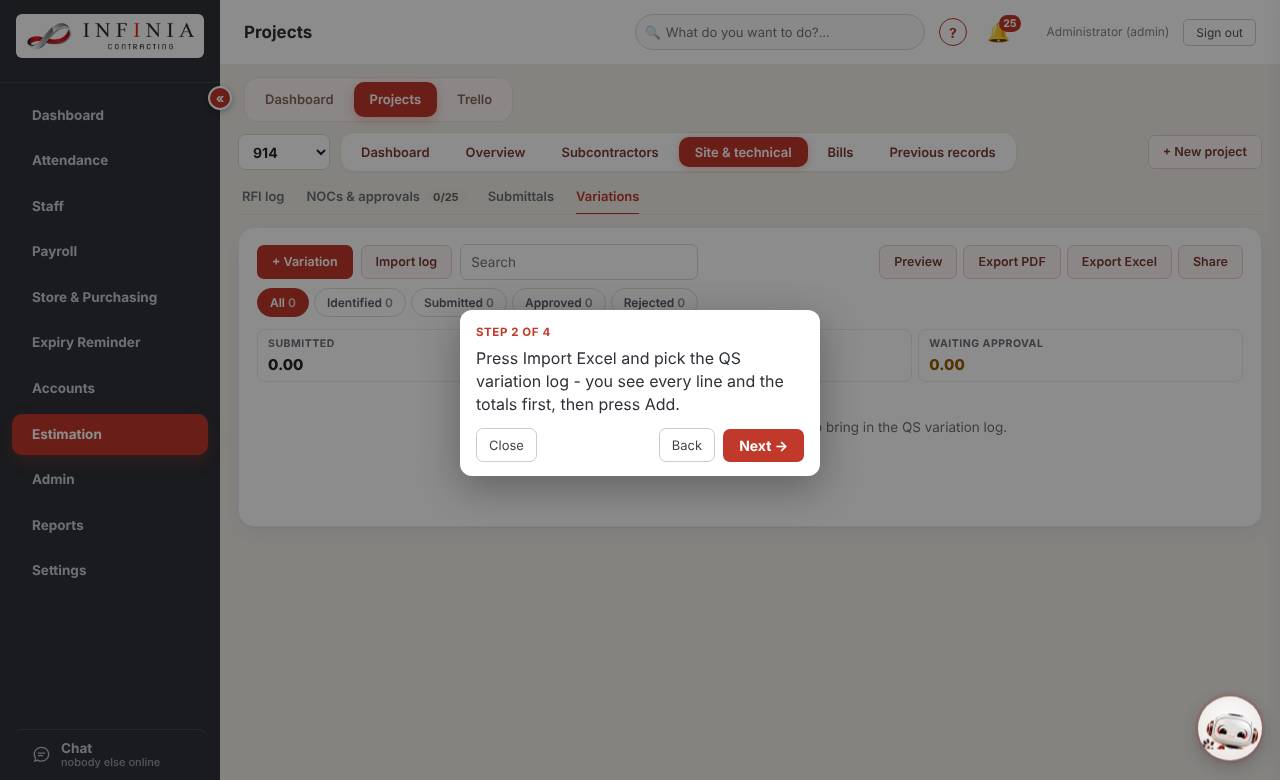 INFINIA
CONTRACTING
Projects
What do you want to do?...
?
25
Administrator (admin)
Sign out
«
Dashboard
Attendance
Staff
Payroll
Store & Purchasing
Expiry Reminder
Accounts
Estimation
Admin
Reports
Settings
Chat
nobody else online
Dashboard
Projects
Trello
914
Dashboard
Overview
Subcontractors
Site & technical
Bills
Previous records
+ New project
RFI log
NOCs & approvals 0/25
Submittals
Variations
+ Variation
Import log
Search
Preview
Export PDF
Export Excel
Share
All 0
Identified 0
Submitted 0
Approved 0
Rejected 0
SUBMITTED
0.00
WAITING APPROVAL
0.00
bring in the QS variation log.
STEP 2 OF 4
Press Import Excel and pick the QS
variation log - you see every line and the
totals first, then press Add.
Close
Back
Next →